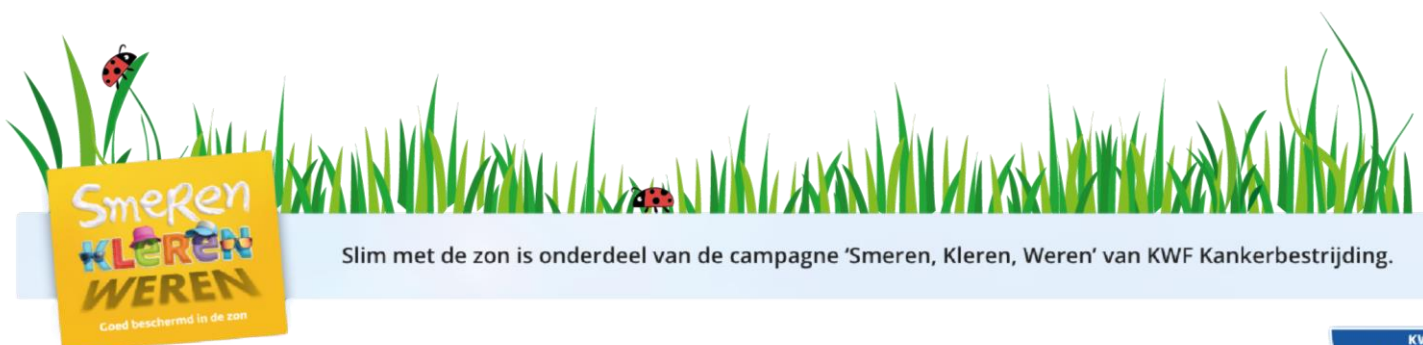 Smeren
KLEREN
WEREN
Goed beschermd in de zon
Slim met de zon is onderdeel van de campagne ‘Smeren, Kleren, Weren’ van KWF Kankerbestrijding.